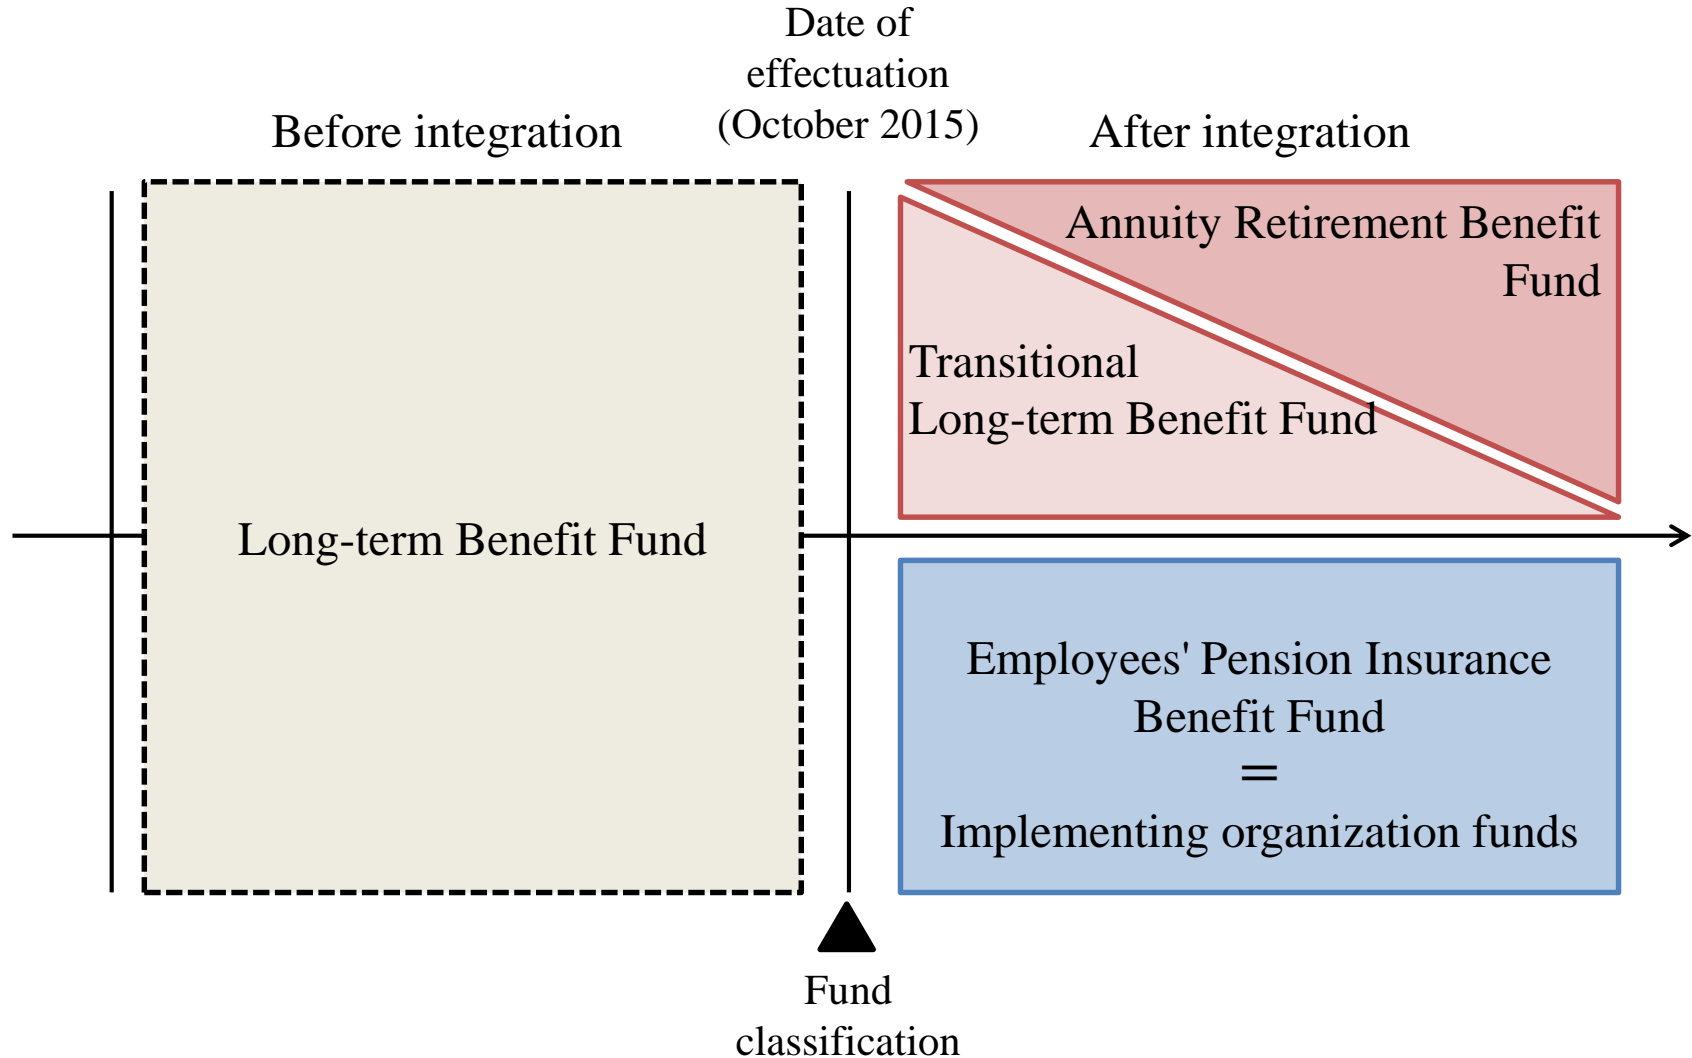 Date of
effectuation
(October 2015)
Before integration
After integration
Annuity Retirement Benefit
Fund
Transitional
Long-term Benefit Fund
Long-term Benefit Fund
Employees' Pension Insurance
Benefit Fund
=
Implementing organization funds
Fund
classification